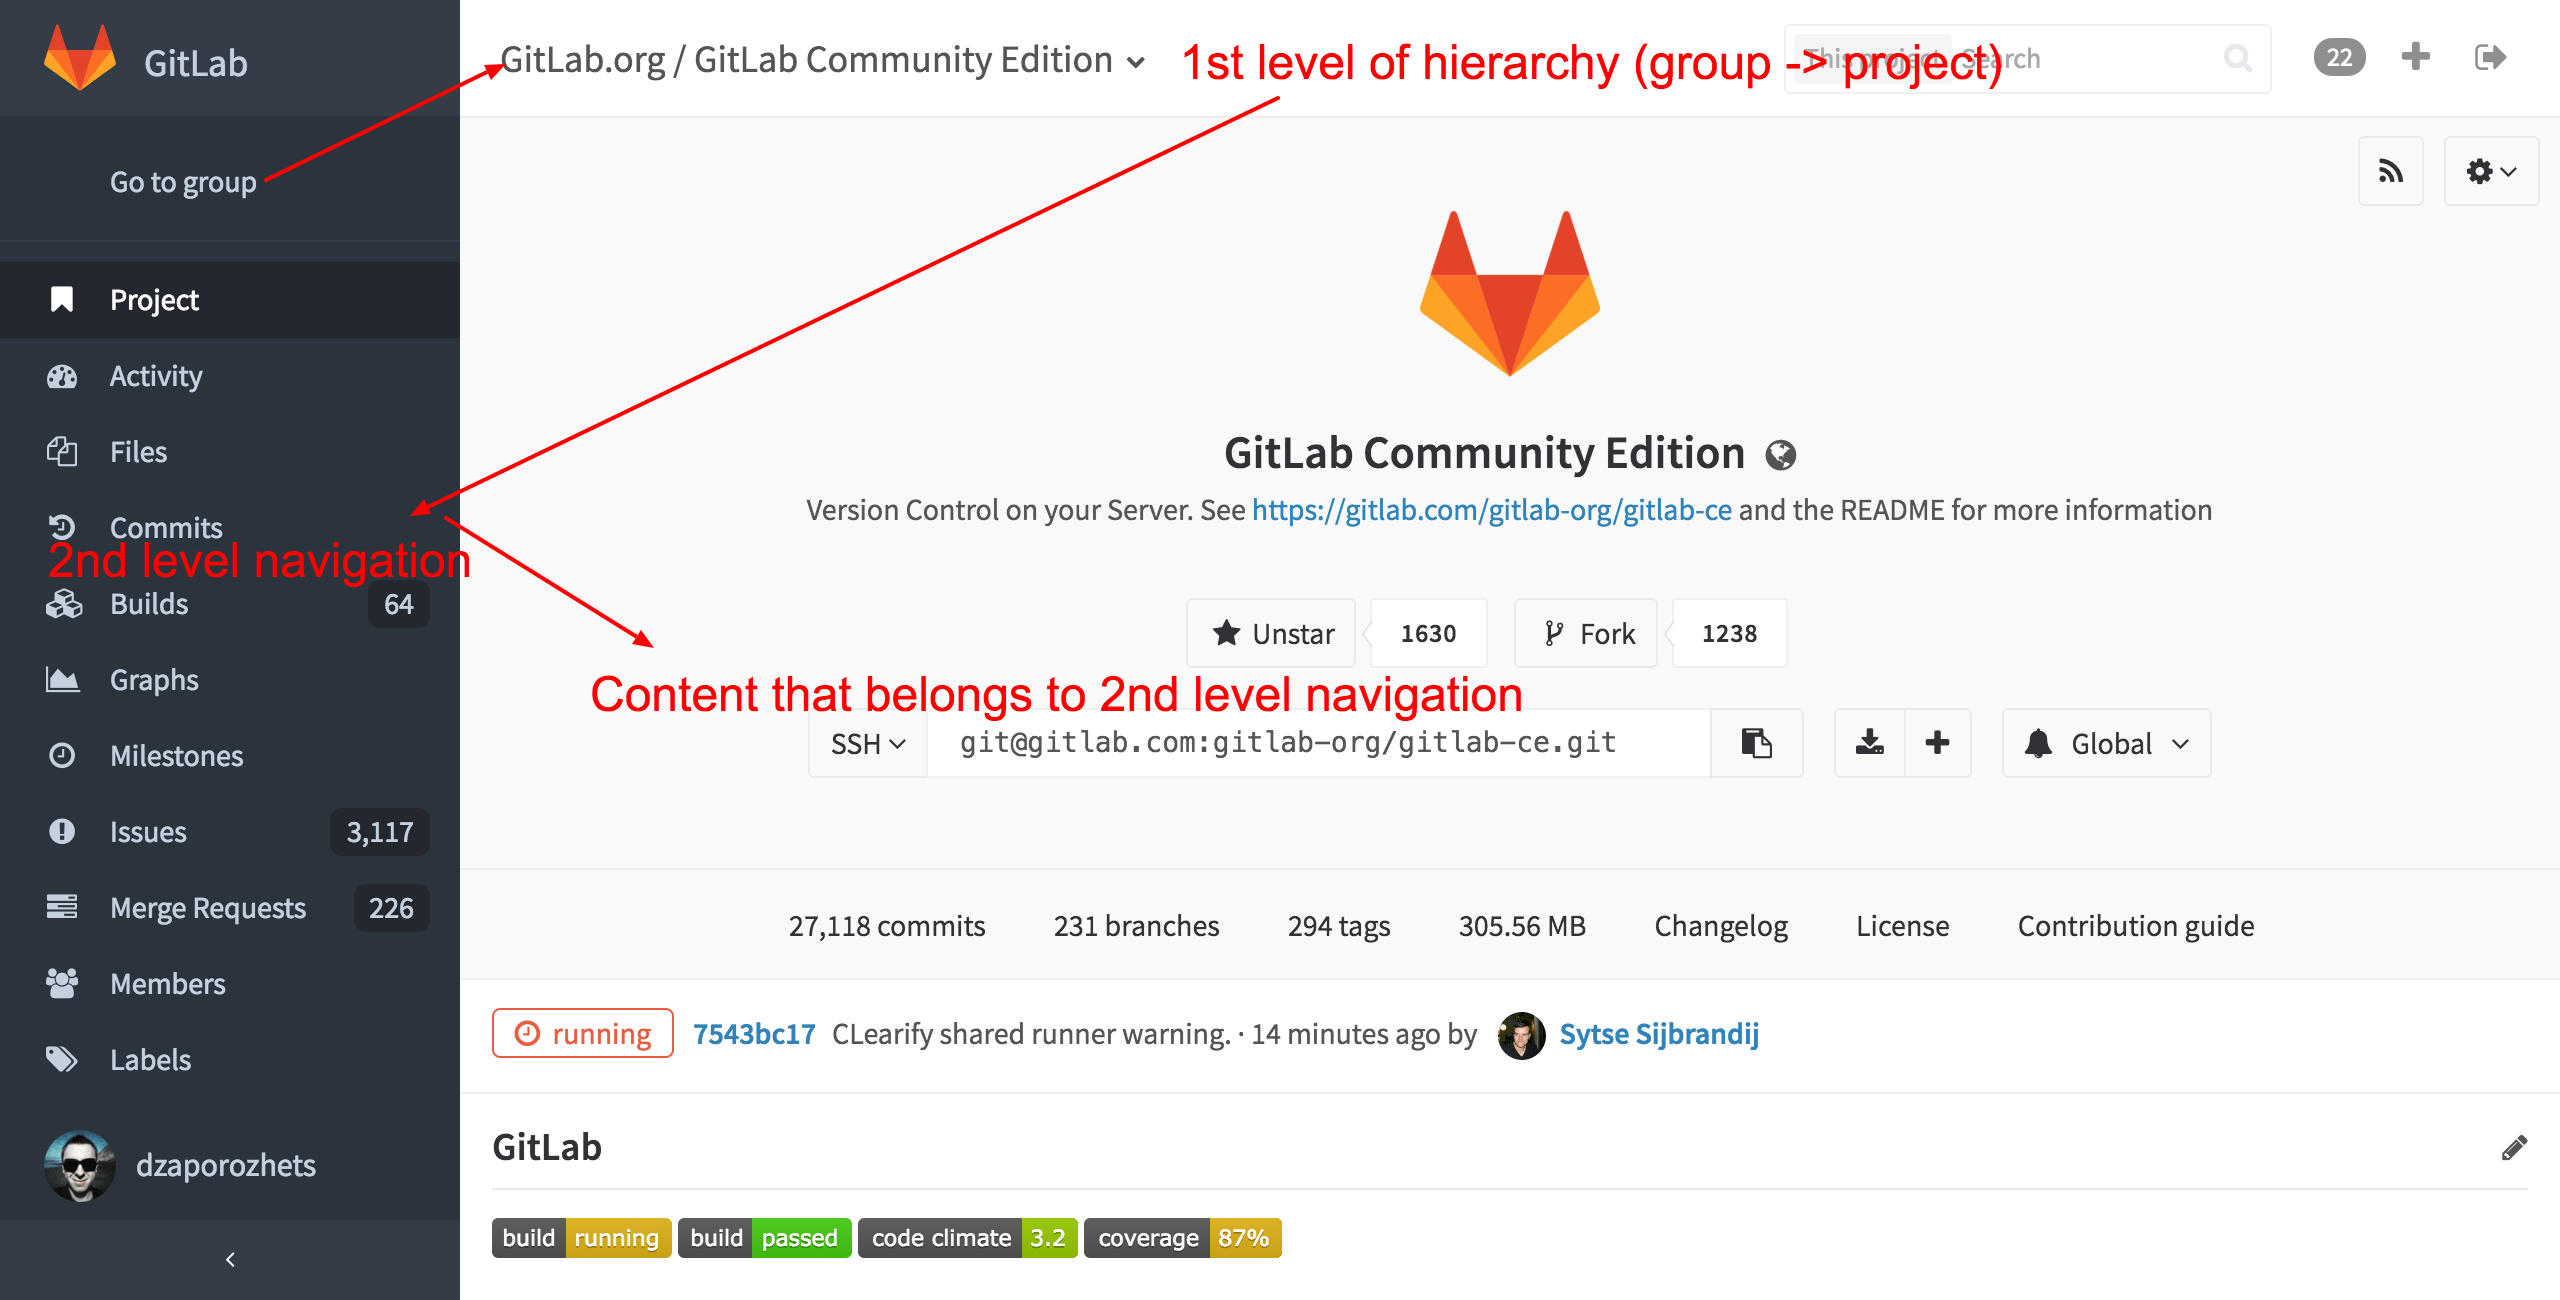 GitLab
GitLab.org / GitLab Community Edition
1st level of hierarchy (group -> project)
This project Search
22
Go to group
Project
Activity
Files
Commits
2nd level navigation
Builds 64
Graphs
Milestones
Issues 3,117
Merge Requests 226
Members
Labels
dzaporozhets
GitLab Community Edition
Version Control on your Server. See https://gitlab.com/gitlab-org/gitlab-ce and the README for more information
Unstar 1630 Fork 1238
Content that belongs to 2nd level navigation
SSH git@gitlab.com:gitlab-org/gitlab-ce.git Global
27,118 commits 231 branches 294 tags 305.56 MB Changelog License Contribution guide
running 7543bc17 CLearify shared runner warning. · 14 minutes ago by Sytse Sijbrandij
GitLab
build running build passed code climate 3.2 coverage 87%